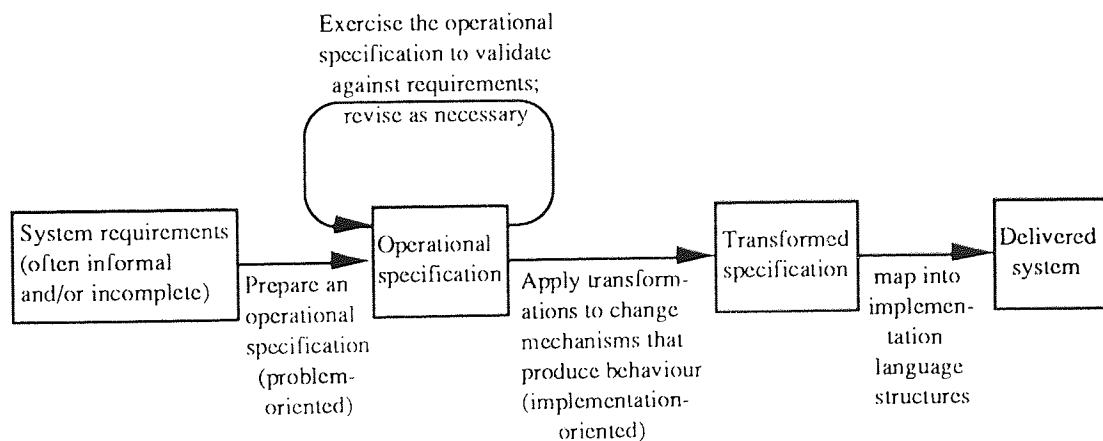 Exercise the operational
specification to validate
against requirements;
revise as necessary
System requirements
(often informal
and/or incomplete)
Prepare an
operational
specification
(problem-
oriented)
Operational
specification
Apply transform-
ations to change
mechanisms that
produce behaviour
(implementation-
oriented)
Transformed
specification
map into
implemen-
tation
language
structures
Delivered
system